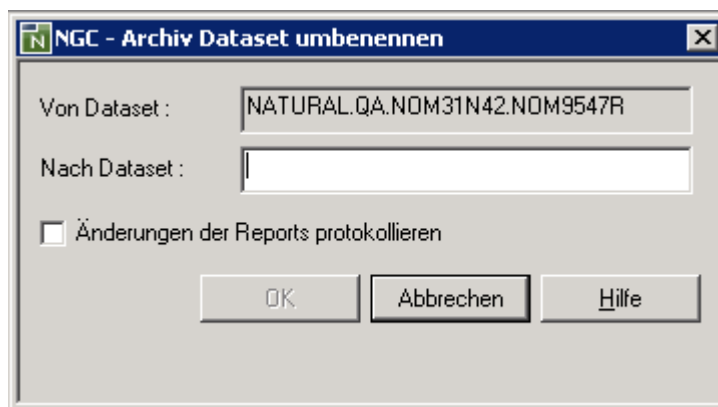 N NGC - Archiv Dataset umbenennen
Von Dataset : NATURAL.QA.NOM31N42.NOM9547R
Nach Dataset :
Änderungen der Reports protokollieren
OK Abbrechen Hilfe